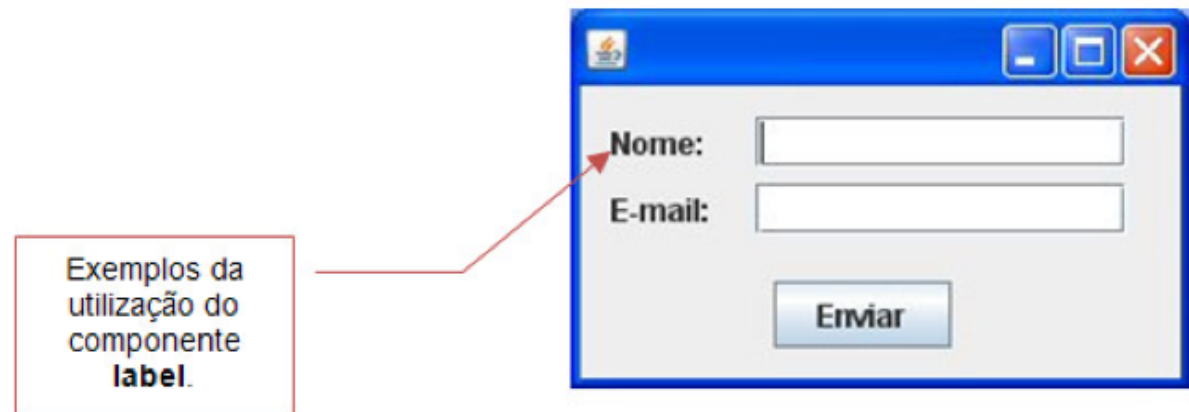 Nome:
E-mail:
Enviar
Exemplos da
utilização do
componente
label.